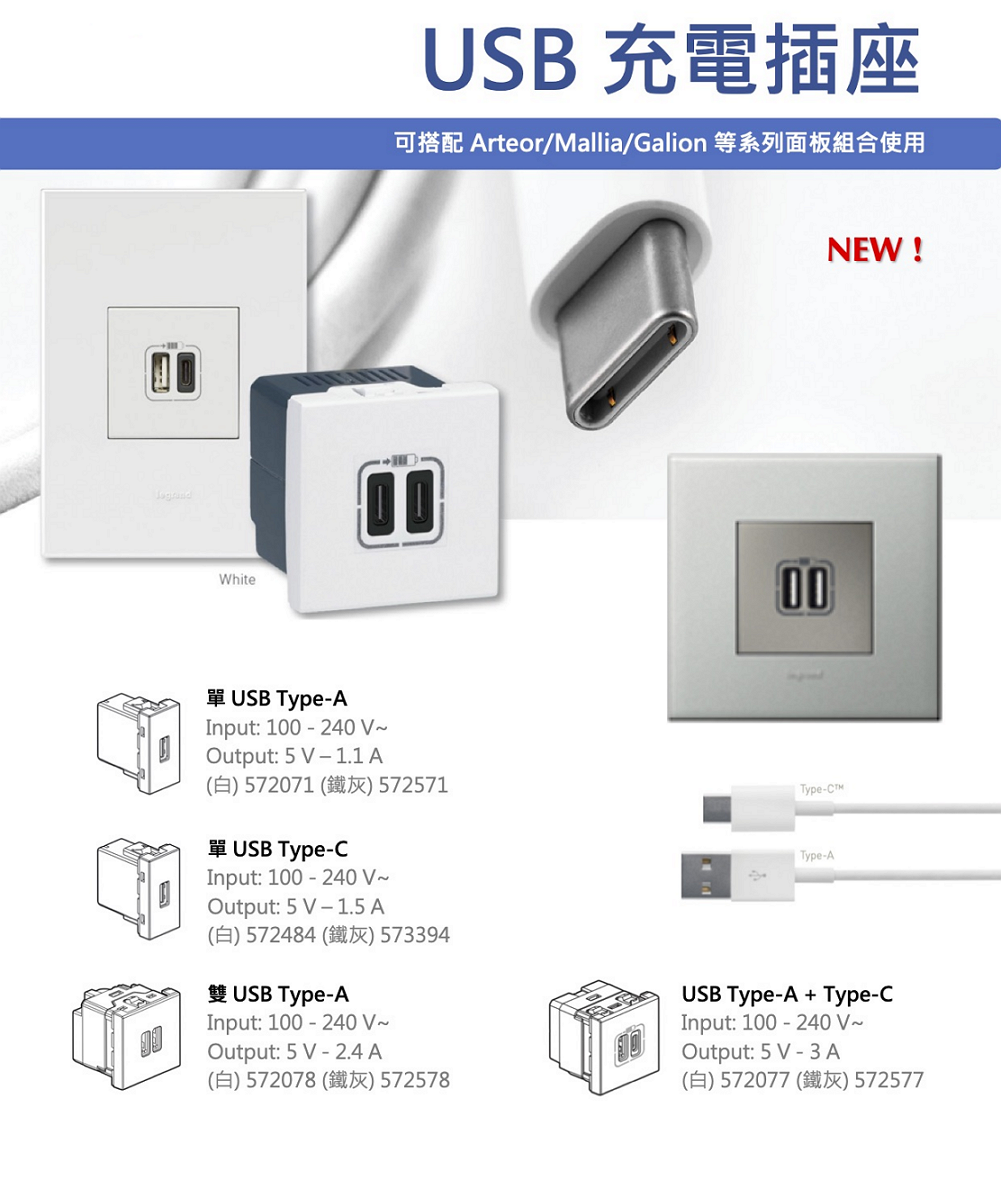 USB 充電插座
可搭配 Arteor/Mallia/Galion 等系列面板組合使用
NEW !
legrand
White
legrand
單 USB Type-A
Input: 100 - 240 V~
Output: 5 V – 1.1 A
(白) 572071 (鐵灰) 572571
Type-C™
Type-A
單 USB Type-C
Input: 100 - 240 V~
Output: 5 V – 1.5 A
(白) 572484 (鐵灰) 573394
雙 USB Type-A
Input: 100 - 240 V~
Output: 5 V - 2.4 A
(白) 572078 (鐵灰) 572578
USB Type-A + Type-C
Input: 100 - 240 V~
Output: 5 V - 3 A
(白) 572077 (鐵灰) 572577